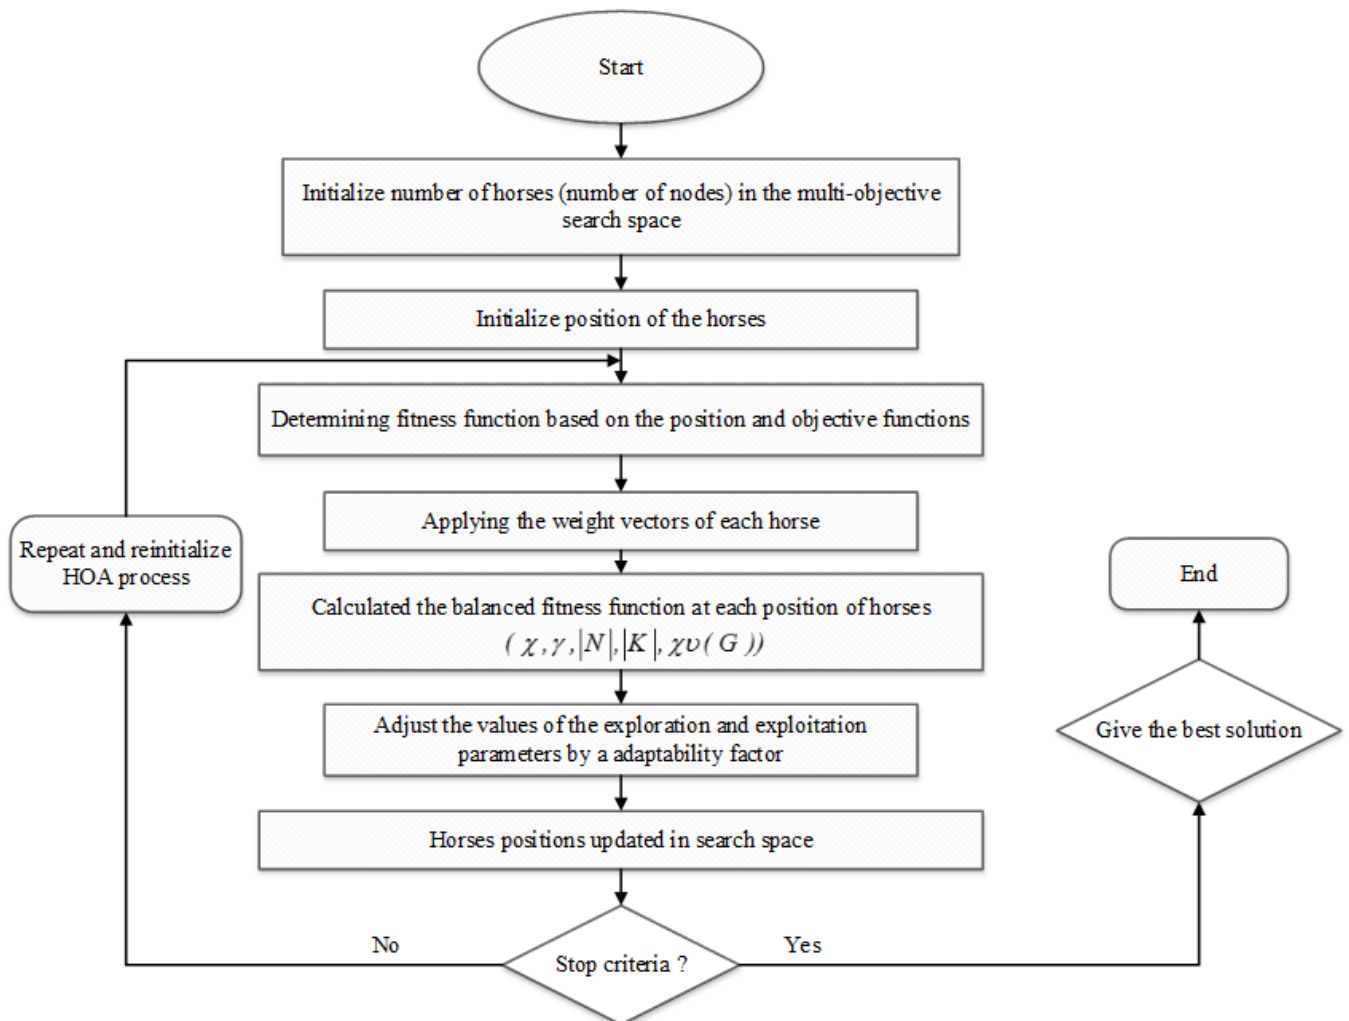 Start
Initialize number of horses (number of nodes) in the multi-objective
search space
Initialize position of the horses
Determining fitness function based on the position and objective functions
Applying the weight vectors of each horse
Repeat and reinitialize
HOA process
End
Calculated the balanced fitness function at each position of horses
( χ , γ , |N|, |K|, χυ( G ))
Adjust the values of the exploration and exploitation
parameters by a adaptability factor
Give the best solution
Horses positions updated in search space
No
Yes
Stop criteria ?